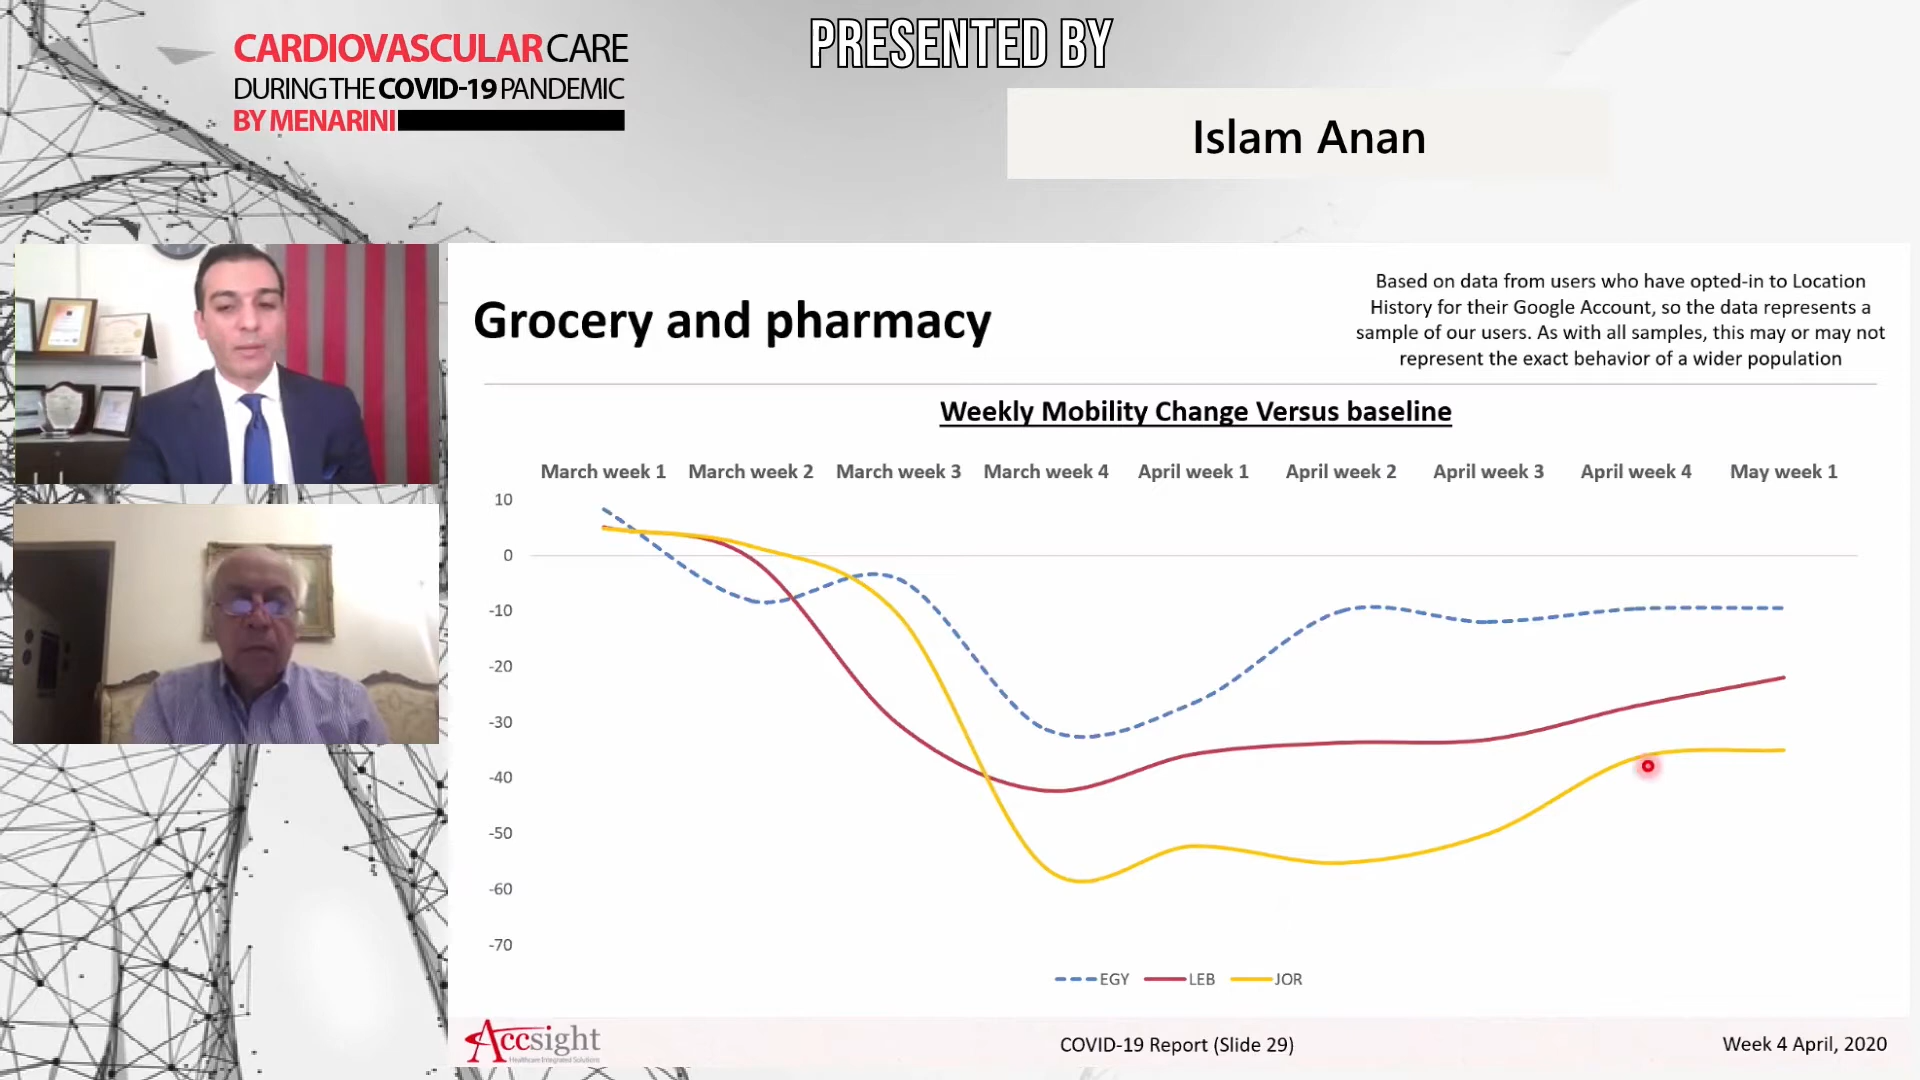 CARDIOVASCULAR CARE
DURING THE COVID-19 PANDEMIC
BY MENARINI
PRESENTED BY
Islam Anan
Grocery and pharmacy
Based on data from users who have opted-in to Location
History for their Google Account, so the data represents a
sample of our users. As with all samples, this may or may not
represent the exact behavior of a wider population
Weekly Mobility Change Versus baseline
March week 1 March week 2 March week 3 March week 4 April week 1 April week 2 April week 3 April week 4 May week 1
10
0
-10
-20
-30
-40
-50
-60
-70
EGY LEB JOR
Accsight
Healthcare Integrated Solutions
COVID-19 Report (Slide 29)
Week 4 April, 2020